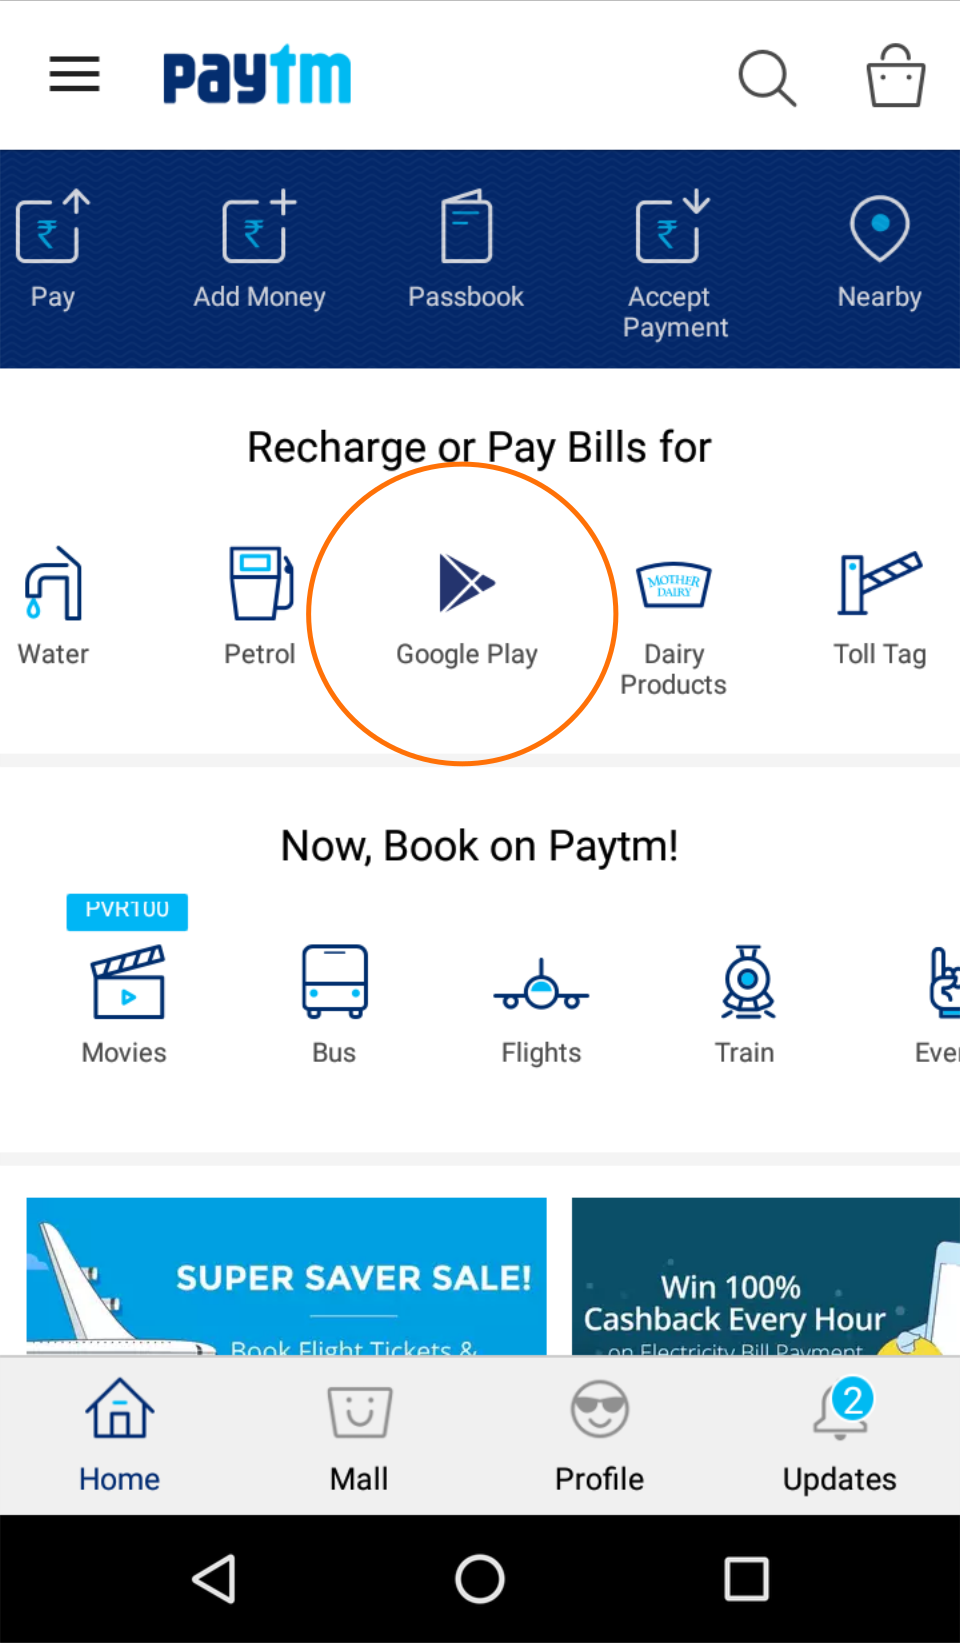 paytm
Pay
Add Money
Passbook
Accept
Payment
Nearby
Recharge or Pay Bills for
Water
Petrol
Google Play
MOTHER
DAIRY
Dairy
Products
Toll Tag
Now, Book on Paytm!
PVR100
Movies
Bus
Flights
Train
Eve
SUPER SAVER SALE!
Book Flight Tickets &
Win 100%
Cashback Every Hour
on Electricity Bill Payment
Home
Mall
Profile
2
Updates